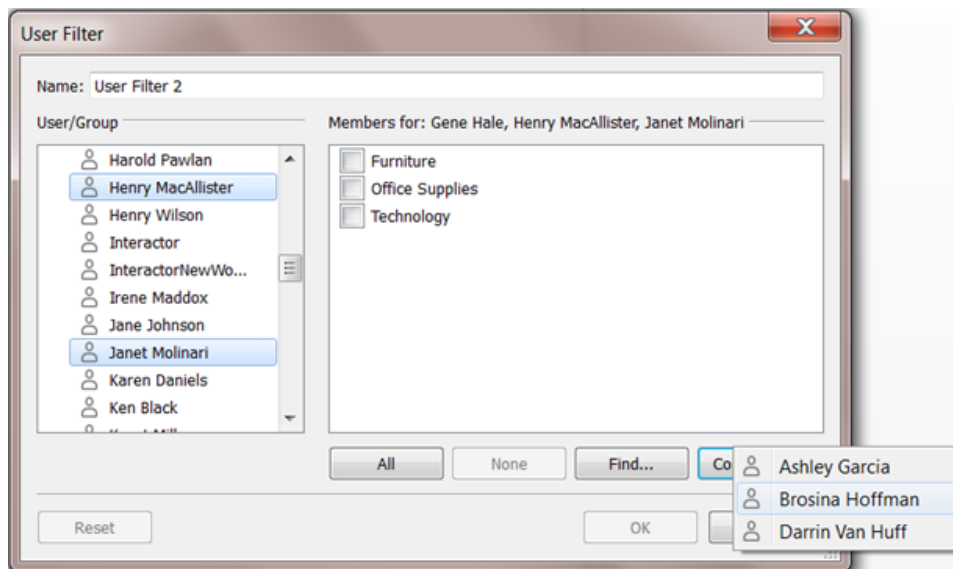 User Filter
Name: User Filter 2
User/Group
Members for: Gene Hale, Henry MacAllister, Janet Molinari
Harold Pawlan
Henry MacAllister
Henry Wilson
Interactor
InteractorNewWo...
Irene Maddox
Jane Johnson
Janet Molinari
Karen Daniels
Ken Black
Furniture
Office Supplies
Technology
All
None
Find...
Ashley Garcia
Brosina Hoffman
Darrin Van Huff
Reset
OK